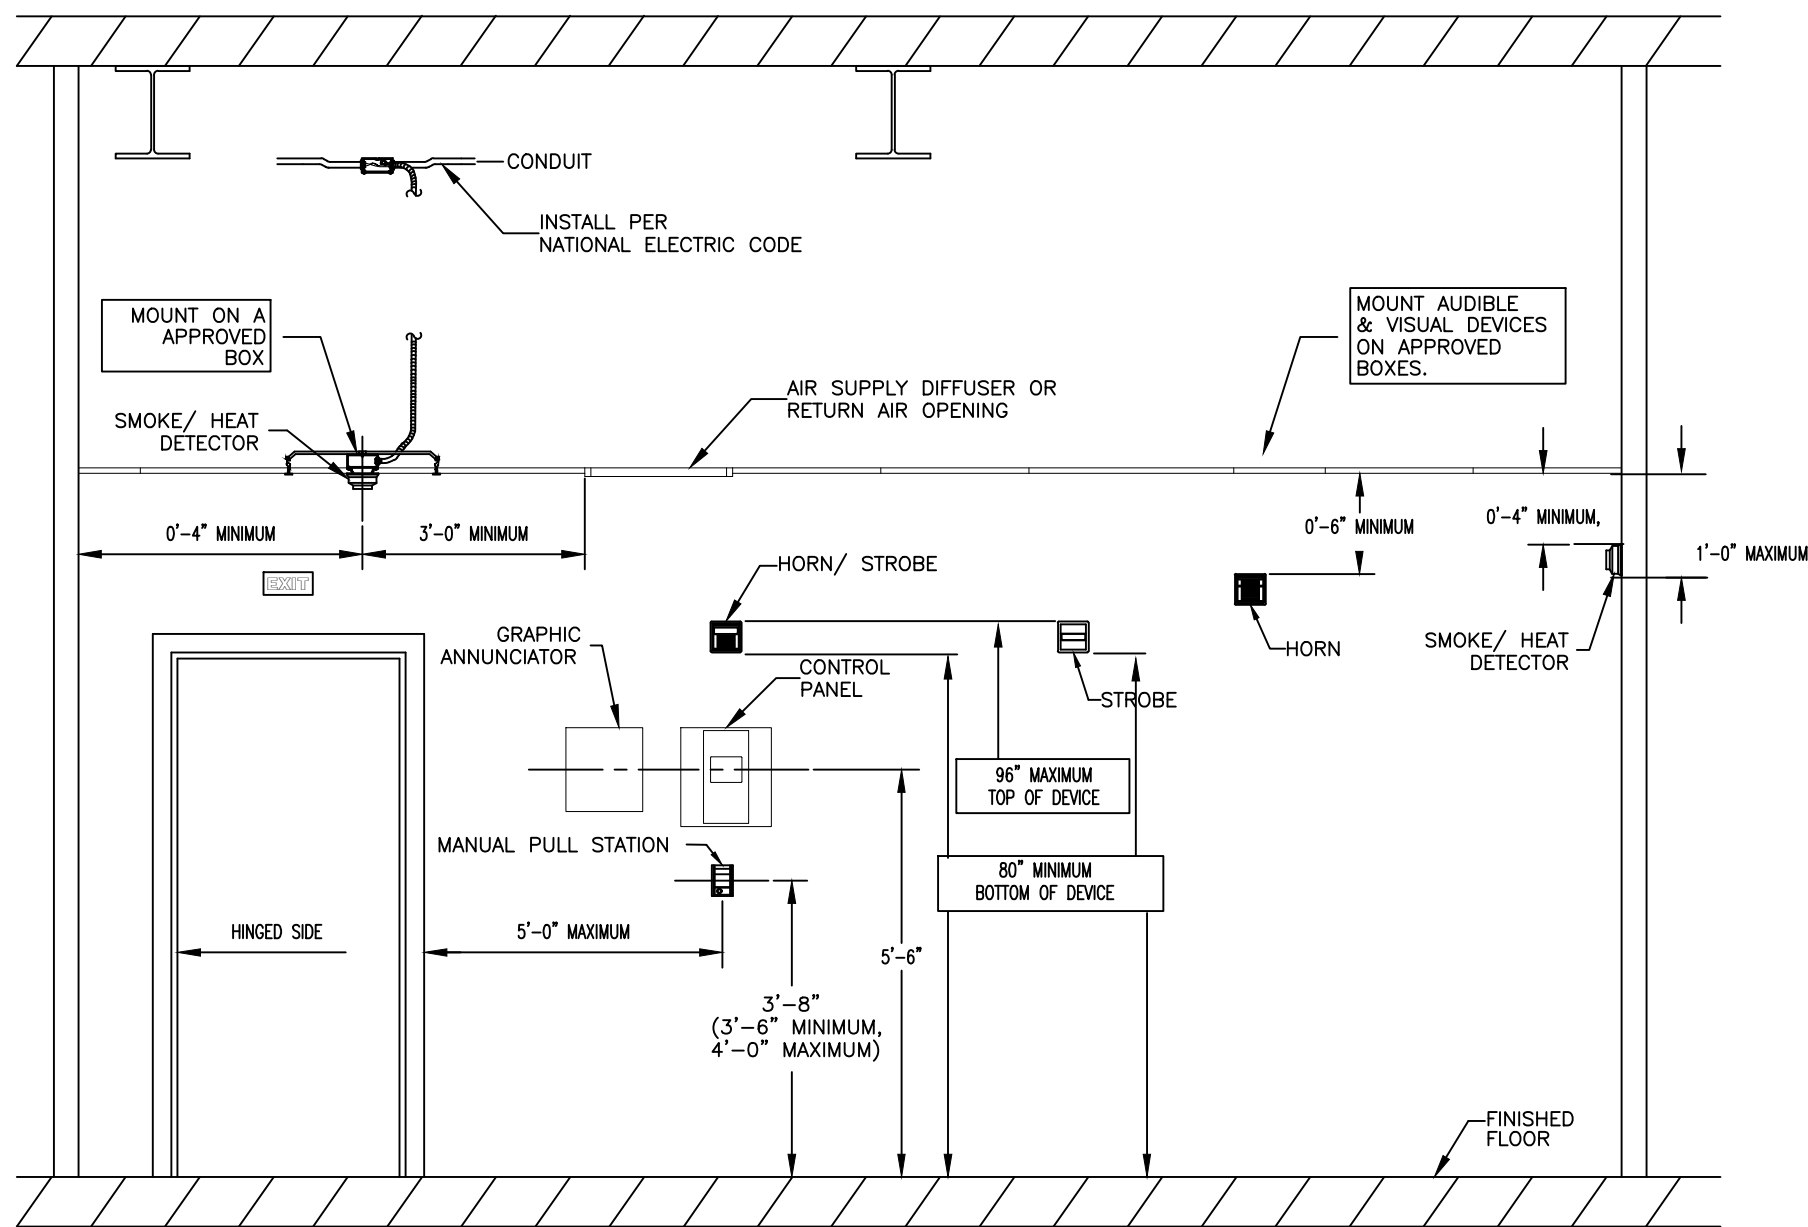 CONDUIT
INSTALL PER
NATIONAL ELECTRIC CODE
MOUNT ON A
APPROVED
BOX
MOUNT AUDIBLE
& VISUAL DEVICES
ON APPROVED
BOXES.
SMOKE/ HEAT
DETECTOR
AIR SUPPLY DIFFUSER OR
RETURN AIR OPENING
0'-4" MINIMUM
3'-0" MINIMUM
0'-6" MINIMUM
0'-4" MINIMUM,
1'-0" MAXIMUM
EXIT
HORN/ STROBE
GRAPHIC
ANNUNCIATOR
CONTROL
PANEL
STROBE
HORN
SMOKE/ HEAT
DETECTOR
96" MAXIMUM
TOP OF DEVICE
MANUAL PULL STATION
80" MINIMUM
BOTTOM OF DEVICE
HINGED SIDE
5'-0" MAXIMUM
5'-6"
3'-8"
(3'-6" MINIMUM,
4'-0" MAXIMUM)
FINISHED
FLOOR